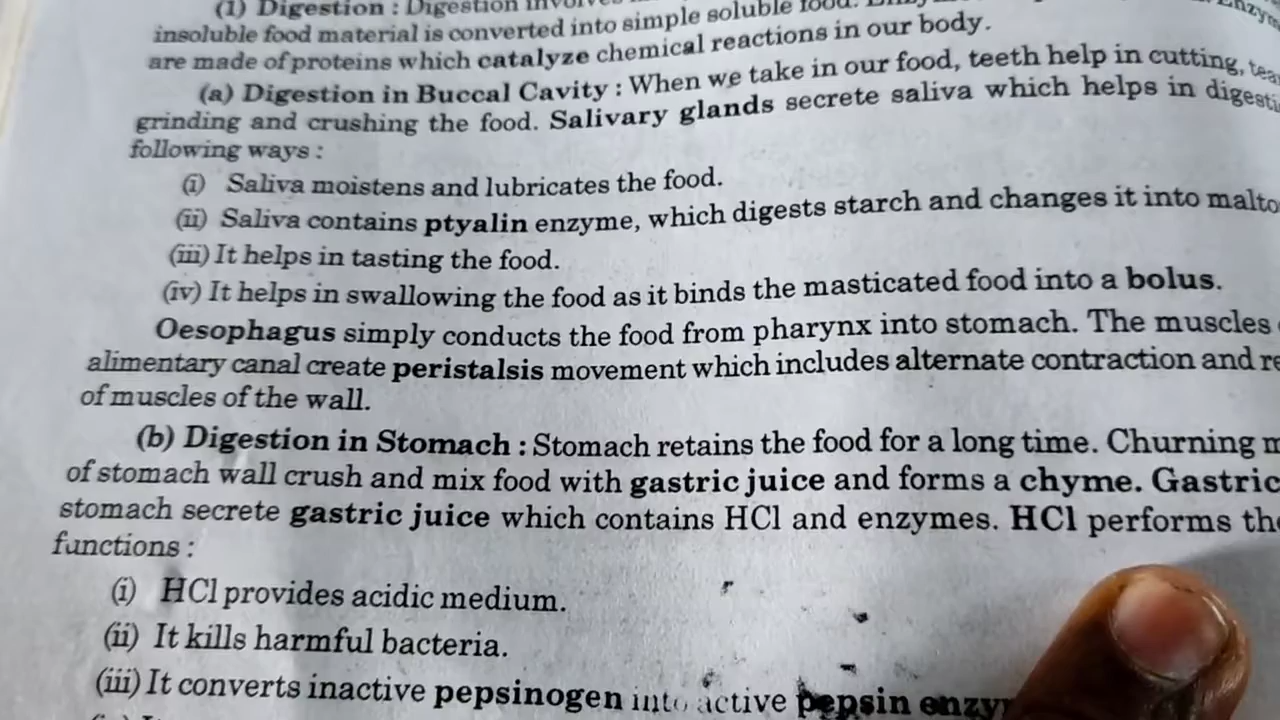 (1) Digestion : Digestion
insoluble food material is converted into simple soluble food.
are made of proteins which catalyze chemical reactions in our body.
(a) Digestion in Buccal Cavity : When we take in our food, teeth help in cutting,
grinding and crushing the food. Salivary glands secrete saliva which helps in
following ways :
(i) Saliva moistens and lubricates the food.
(ii) Saliva contains ptyalin enzyme, which digests starch and changes it into malto
(iii) It helps in tasting the food.
(iv) It helps in swallowing the food as it binds the masticated food into a bolus.
Oesophagus simply conducts the food from pharynx into stomach. The muscles
alimentary canal create peristalsis movement which includes alternate contraction and
of muscles of the wall.
(b) Digestion in Stomach : Stomach retains the food for a long time. Churning
of stomach wall crush and mix food with gastric juice and forms a chyme. Gastric
stomach secrete gastric juice which contains HCl and enzymes. HCl performs
functions :
(i) HCl provides acidic medium.
(ii) It kills harmful bacteria.
(iii) It converts inactive pepsinogen into active pepsin